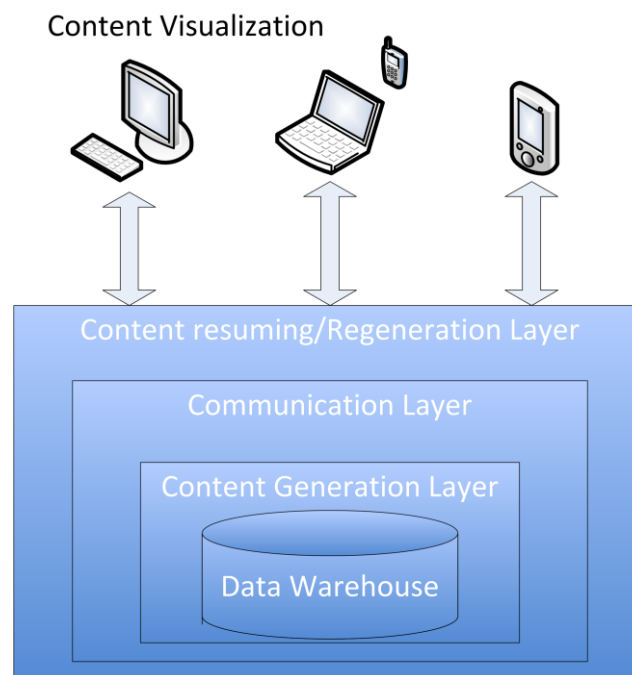 Content Visualization
Content resuming/Regeneration Layer
Communication Layer
Content Generation Layer
Data Warehouse